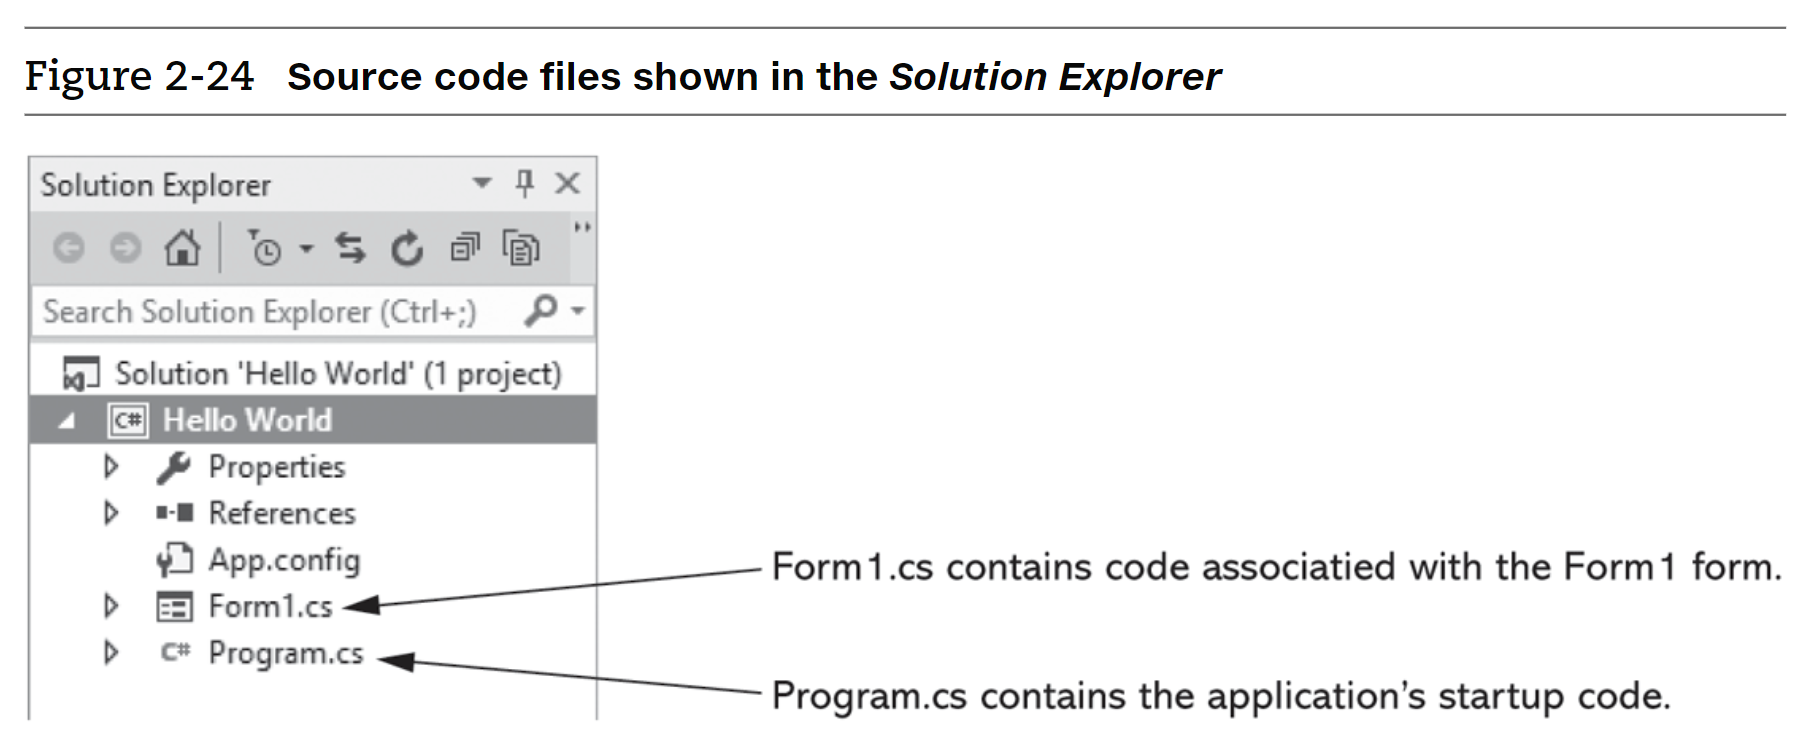 Figure 2-24 Source code files shown in the Solution Explorer
Solution Explorer
Search Solution Explorer (Ctrl+;)
Solution 'Hello World' (1 project)
C# Hello World
Properties
References
App.config
Form1.cs
Form1.cs contains code associatied with the Form1 form.
C# Program.cs
Program.cs contains the application’s startup code.